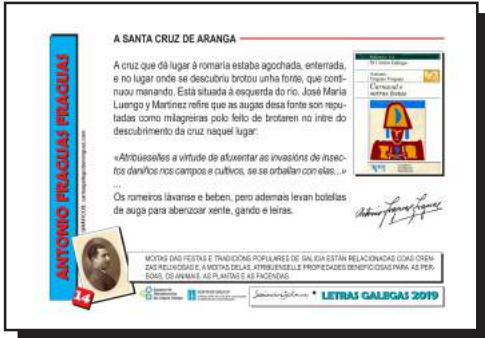 A SANTA CRUZ DE ARANGA
A cruz que dá lugar à romaría estaba agochada, enterrada,
e no lugar onde se descubriu brotou unha fonte, que conti-
nuou manando. Está situada à esquerda do río. José María
Luengo y Martínez refire que as augas desa fonte son repu-
tadas como milagreiras polo feito de brotaren no intre do
descubrimento da cruz naquel lugar:
«Atribúeselles a virtude de afuxentar as invasións de insec-
tos daniños nos campos e cultivos, se se orballan con elas...»
...
Os romeiros lávanse e beben, pero ademais levan botellas
de auga para abenzoar xente, gando e leiras.
Carnaval e
outras festas
ANTONIO FRAGUAS FRAGUAS
14
MOITAS DAS FESTAS E TRADICIÓNS POPULARES DE GALICIA ESTÁN RELACIONADAS COAS CREN-
ZAS RELIXIOSAS E, A MOITAS DELAS, ATRIBÚENSELLE PROPIEDADES BENEFICIOSAS PARA AS PER-
SOAS, OS ANIMAIS, AS PLANTAS E AS FACENDAS.
* LETRAS GALEGAS 2019